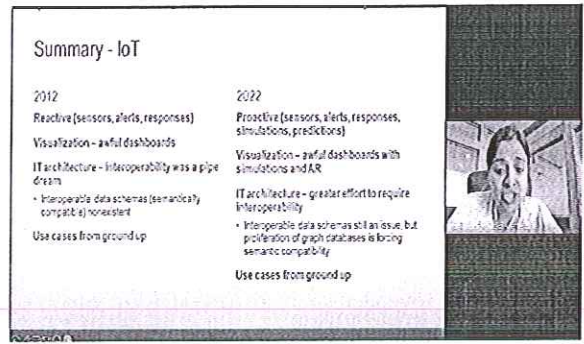 Summary - IoT
2012
Reactive (sensors, alerts, responses)
Visualization – awful dashboards
IT architecture – Interoperability was a pipe
dream
• Interoperable data schemas (semantically
compatible) nonexistent
Use cases from ground up
2022
Proactive (sensors, alerts, responses,
simulations, predictions)
Visualization – awful dashboards with
simulations and AR
IT architecture – greater effort to require
interoperability
• Interoperable data schemas still an issue, but
proliferation of graph databases is forcing
semantic compatibility
Use cases from ground up